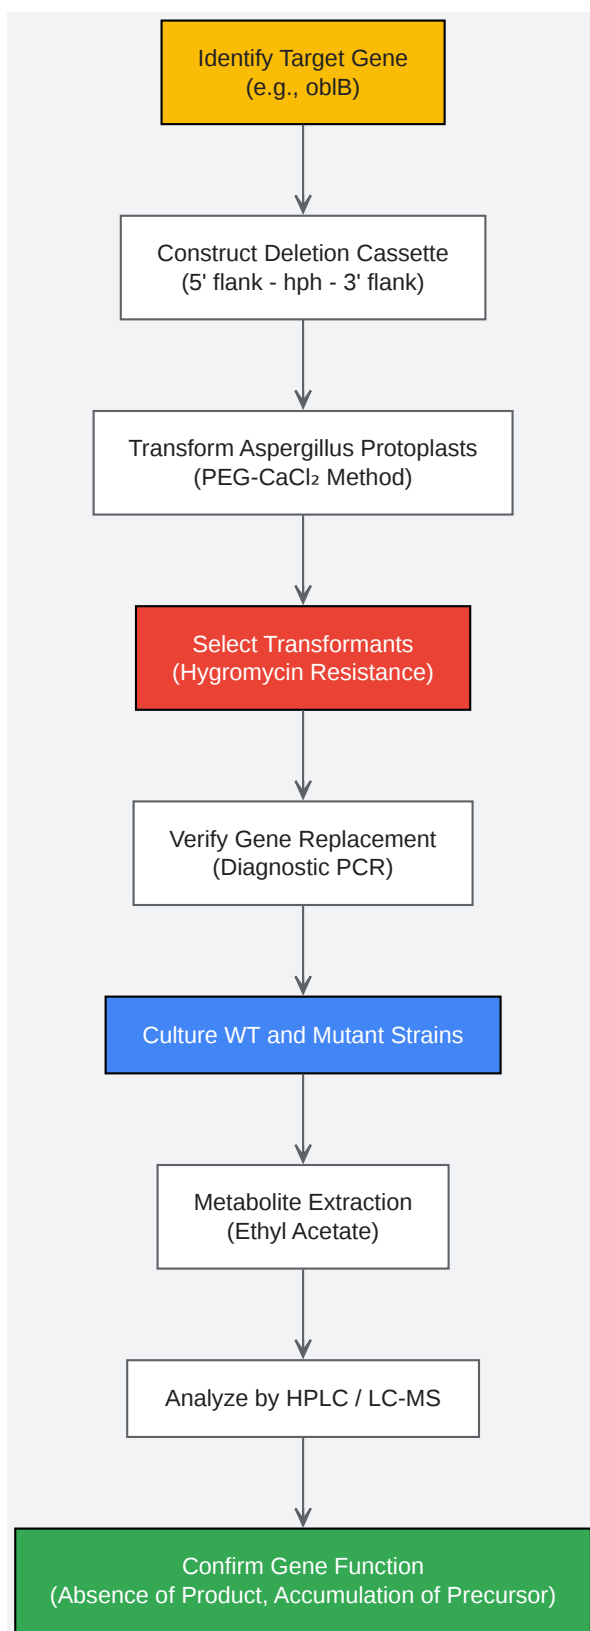 Identify Target Gene
(e.g., oblB)
Construct Deletion Cassette
(5' flank - hph - 3' flank)
Transform Aspergillus Protoplasts
(PEG-CaCl₂ Method)
Select Transformants
(Hygromycin Resistance)
Verify Gene Replacement
(Diagnostic PCR)
Culture WT and Mutant Strains
Metabolite Extraction
(Ethyl Acetate)
Analyze by HPLC / LC-MS
Confirm Gene Function
(Absence of Product, Accumulation of Precursor)